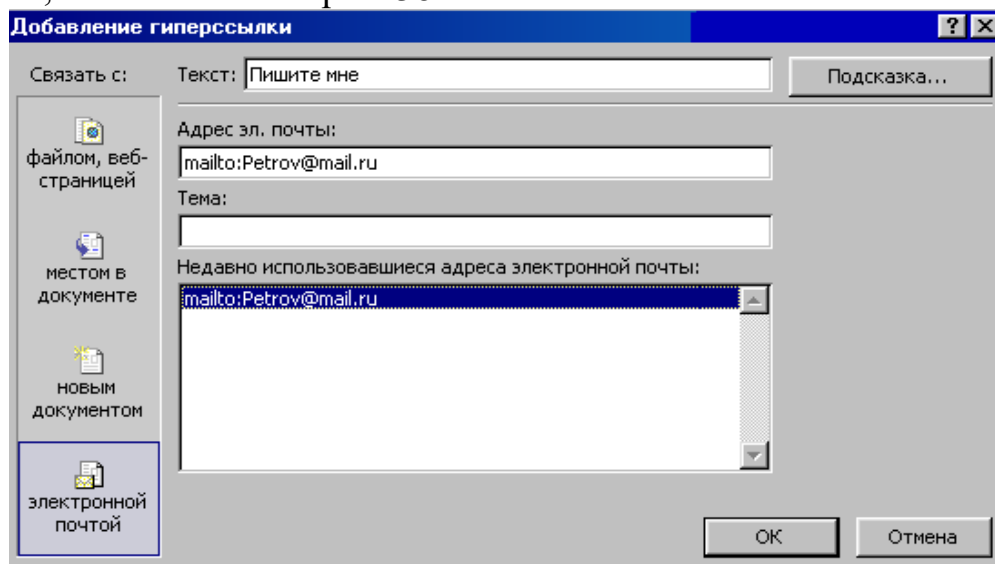 Добавление гиперссылки
Связать с:
Текст: Пишите мне
Подсказка...
файлом, веб-
страницей
местом в
документе
новым
документом
электронной
почтой
Адрес эл. почты:
mailto:Petrov@mail.ru
Тема:
Недавно использовавшиеся адреса электронной почты:
mailto:Petrov@mail.ru
ОК
Отмена